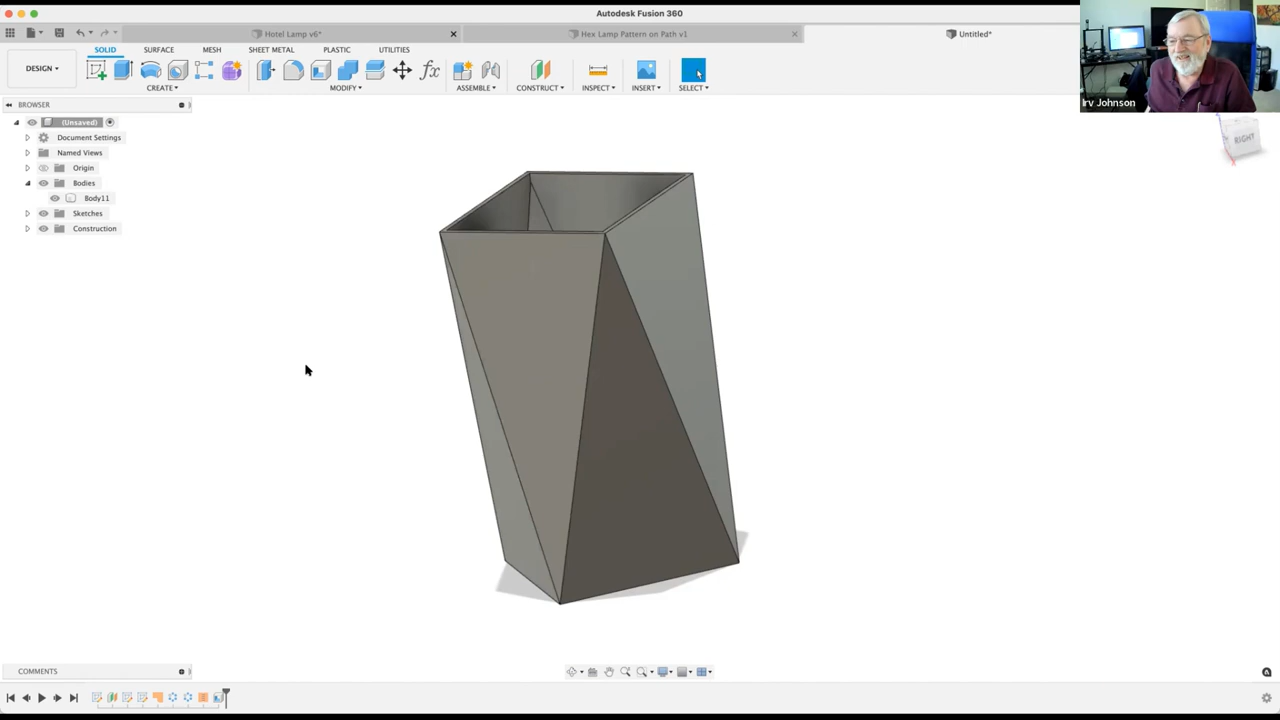 Autodesk Fusion 360
Hotel Lamp v6*
Hex Lamp Pattern on Path v1
Untitled*
SOLID
SURFACE
MESH
SHEET METAL
PLASTIC
UTILITIES
DESIGN
CREATE
MODIFY
ASSEMBLE
CONSTRUCT
INSPECT
INSERT
SELECT
Irv Johnson
BROWSER
(Unsaved)
Document Settings
Named Views
Origin
Bodies
Body11
Sketches
Construction
RIGHT
COMMENTS